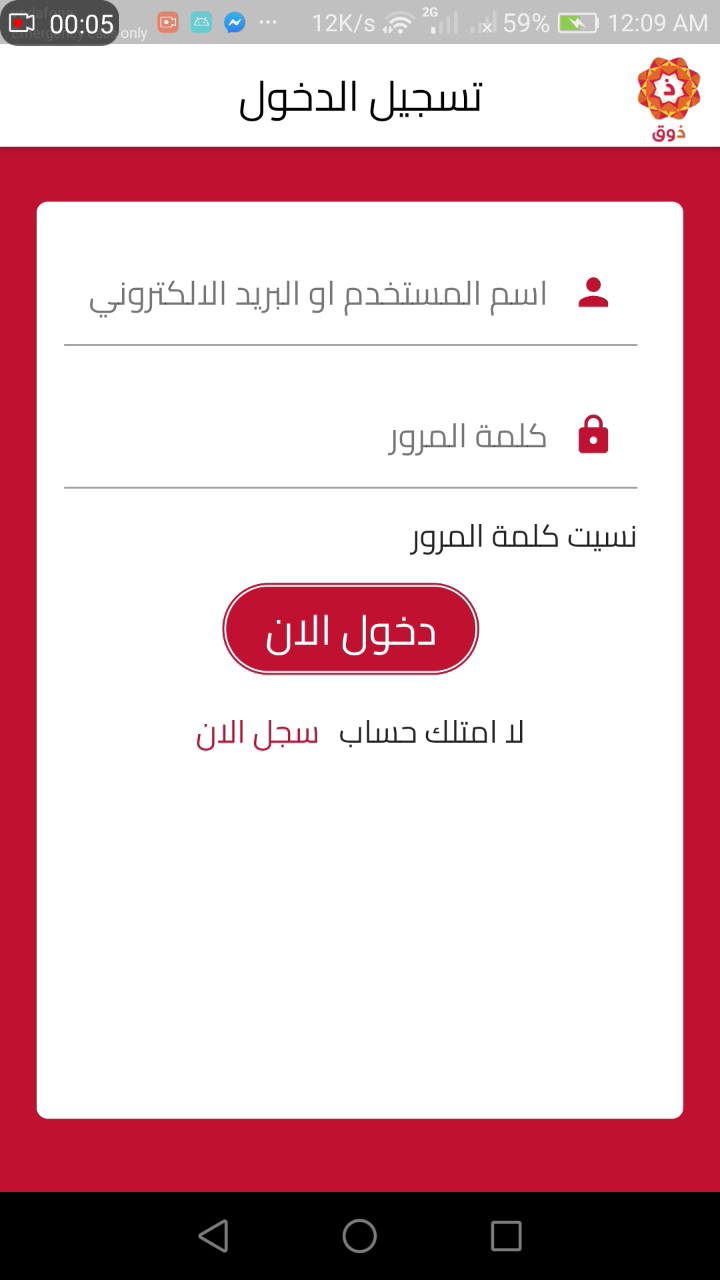 00:05
only
12K/s
2G
59%
12:09 AM
تسجيل الدخول
ذ
ذوق
اسم المستخدم او البريد الالكتروني
كلمة المرور
نسيت كلمة المرور
دخول الان
لا امتلك حساب سجل الان